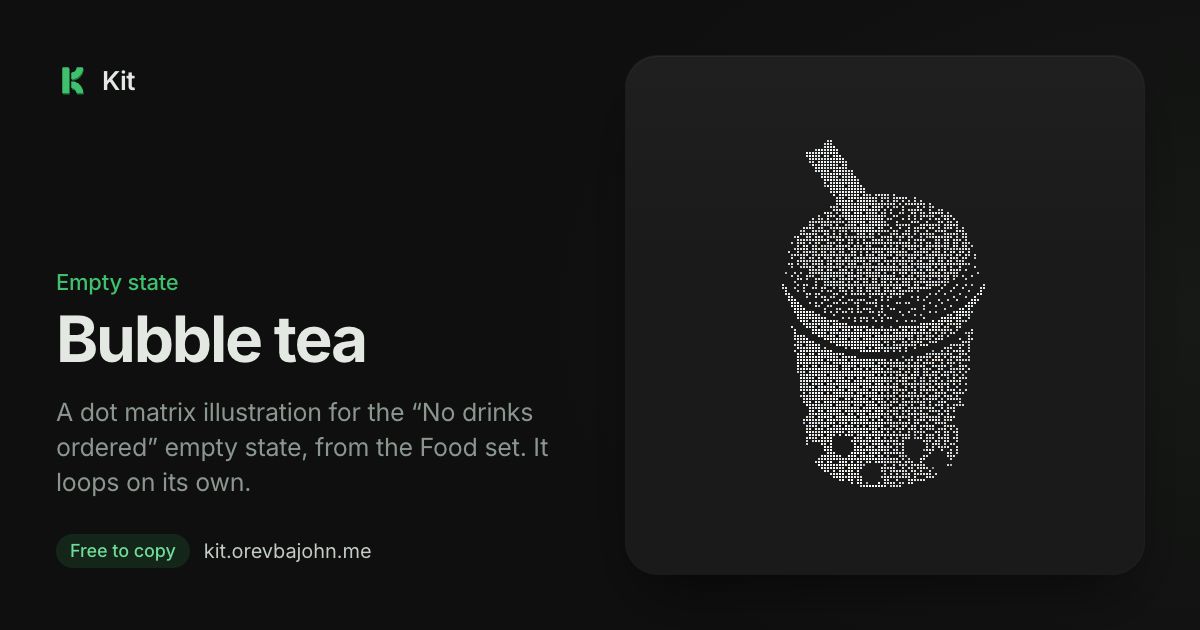 Kit
Empty state
Bubble tea
A dot matrix illustration for the “No drinks
ordered” empty state, from the Food set. It
loops on its own.
Free to copy
kit.orevbajohn.me